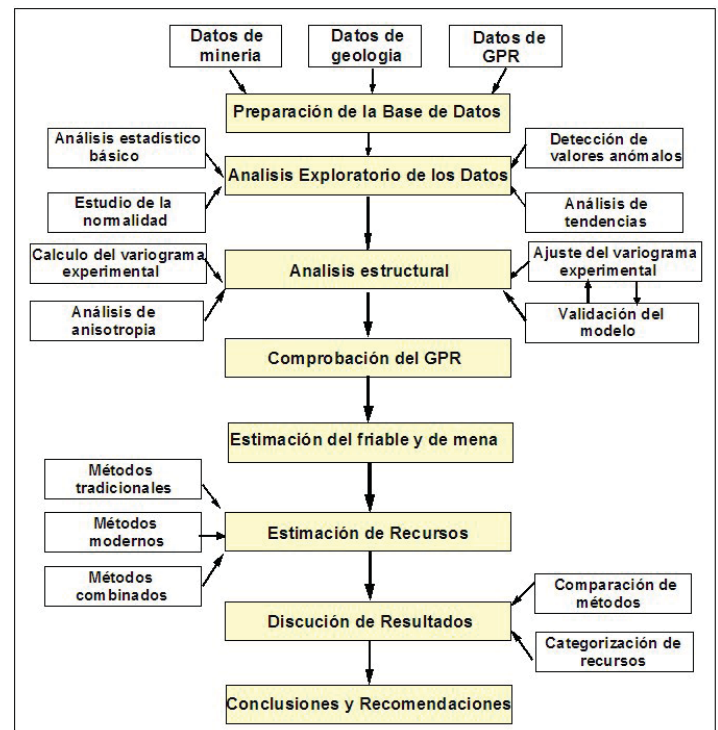 Datos de
mineria
Datos de
geologia
Datos de
GPR
Preparación de la Base de Datos
Análisis estadístico
básico
Detección de
valores anómalos
Analisis Exploratorio de los Datos
Estudio de la
normalidad
Análisis de
tendencias
Calculo del variograma
experimental
Ajuste del variograma
experimental
Analisis estructural
Análisis de
anisotropia
Validación del
modelo
Comprobación del GPR
Estimación del friable y de mena
Métodos
tradicionales
Métodos
modernos
Estimación de Recursos
Métodos
combinados
Comparación de
métodos
Discución de Resultados
Categorización de
recursos
Conclusiones y Recomendaciones